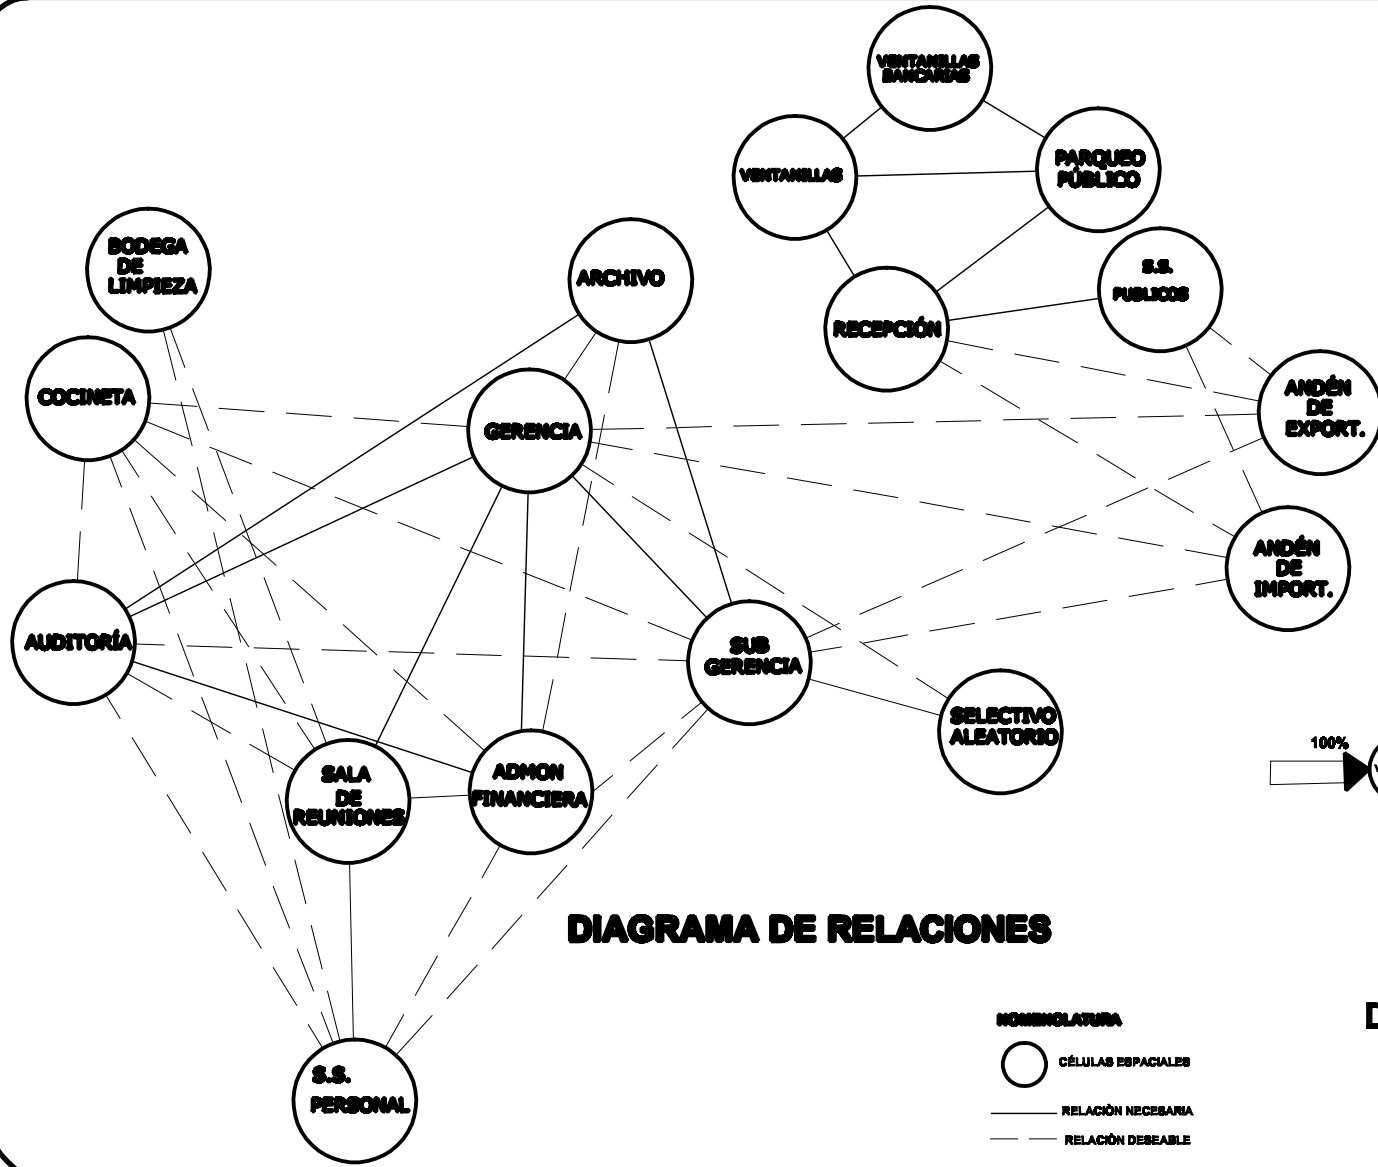 VENTANILLAS
BANCARIAS
VENTANILLAS
PARQUEO
PÚBLICO
BODEGA
DE
LIMPIEZA
ARCHIVO
S.S.
PUBLICOS
RECEPCIÓN
COCINETA
GERENCIA
ANDÉN
DE
EXPORT.
ANDÉN
DE
IMPORT.
AUDITORÍA
SUB
GERENCIA
SELECTIVO
ALEATORIO
100%
SALA
DE
REUNIONES
ADMON
FINANCIERA
DIAGRAMA DE RELACIONES
S.S.
PERSONAL
NOMENCLATURA
CÉLULAS ESPACIALES
RELACIÒN NECESARIA
RELACIÒN DESEABLE